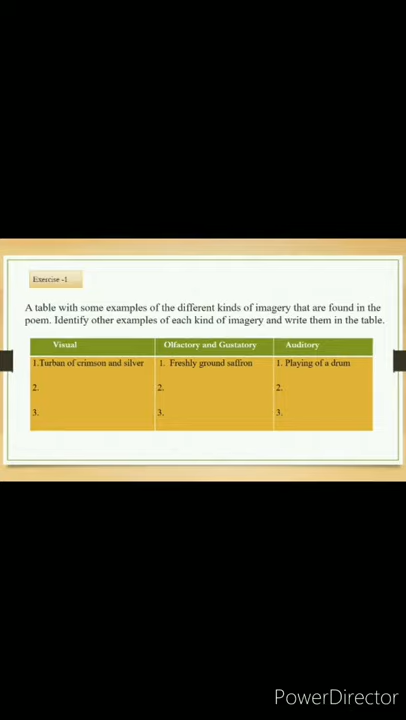 Exercise -1
A table with some examples of the different kinds of imagery that are found in the
poem. Identify other examples of each kind of imagery and write them in the table.
Visual Olfactory and Gustatory Auditory
1.Turban of crimson and silver 1. Freshly ground saffron 1. Playing of a drum
2. 2. 2.
3. 3. 3.
PowerDirector